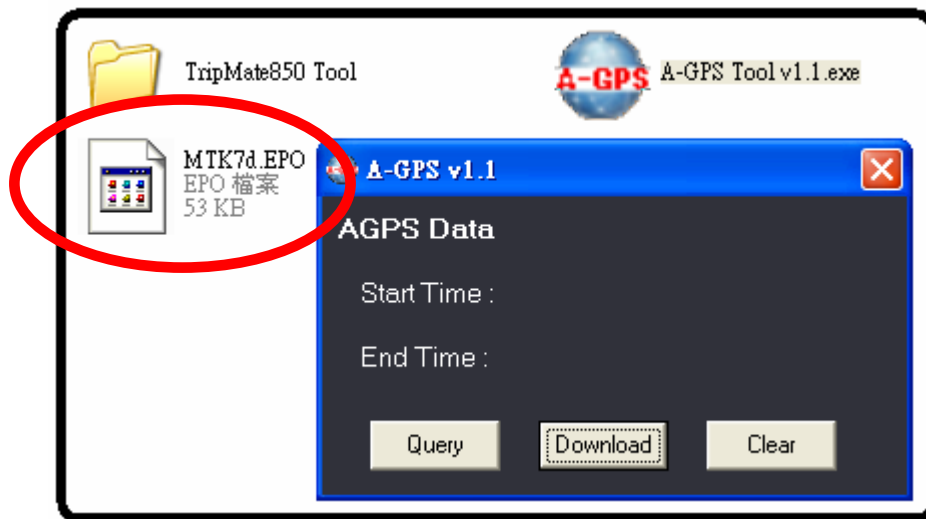 TripMate850 Tool
A-GPS
A-GPS Tool v1.1.exe
MTK7d.EPO
EPO 檔案
53 KB
A-GPS v1.1
AGPS Data
Start Time :
End Time :
Query
Download
Clear